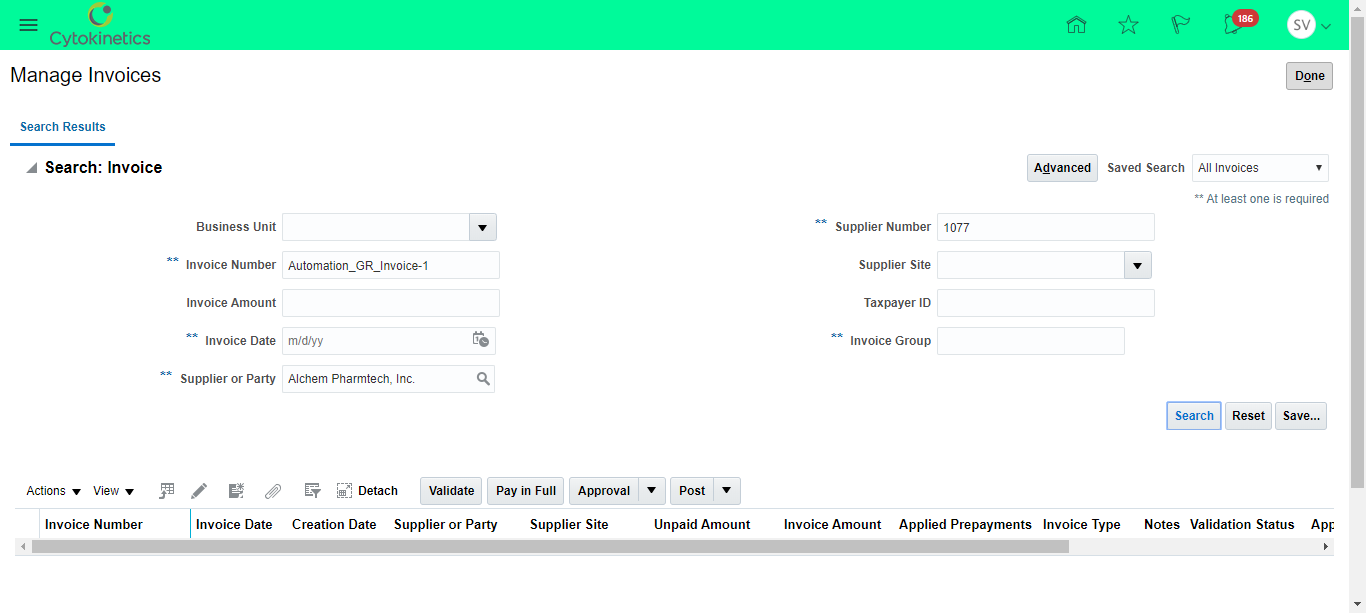 Cytokinetics
186
SV
Manage Invoices
Done
Search Results
Search: Invoice
Advanced Saved Search All Invoices
** At least one is required
Business Unit
** Supplier Number 1077
** Invoice Number Automation_GR_Invoice-1
Supplier Site
Invoice Amount
Taxpayer ID
** Invoice Date m/d/yy
** Invoice Group
** Supplier or Party Alchem Pharmtech, Inc.
Search Reset Save...
Actions View Detach Validate Pay in Full Approval Post
Invoice Number Invoice Date Creation Date Supplier or Party Supplier Site Unpaid Amount Invoice Amount Applied Prepayments Invoice Type Notes Validation Status App